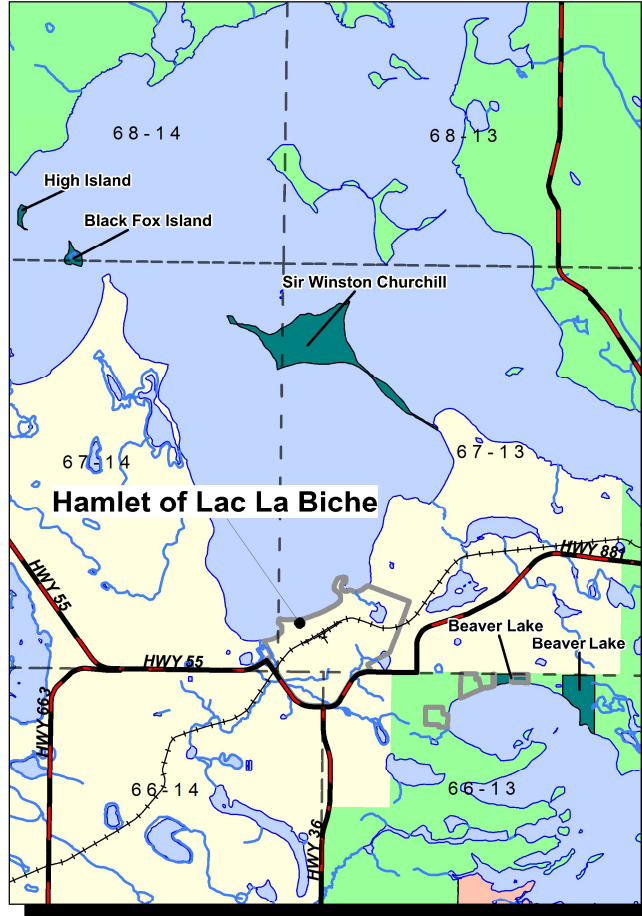 68-14
68-13
High Island
Black Fox Island
Sir Winston Churchill
67-13
67-14
Hamlet of Lac La Biche
HWY 881
HWY 55
Beaver Lake
Beaver Lake
HWY 55
HWY 663
66-14
66-13
HWY 36